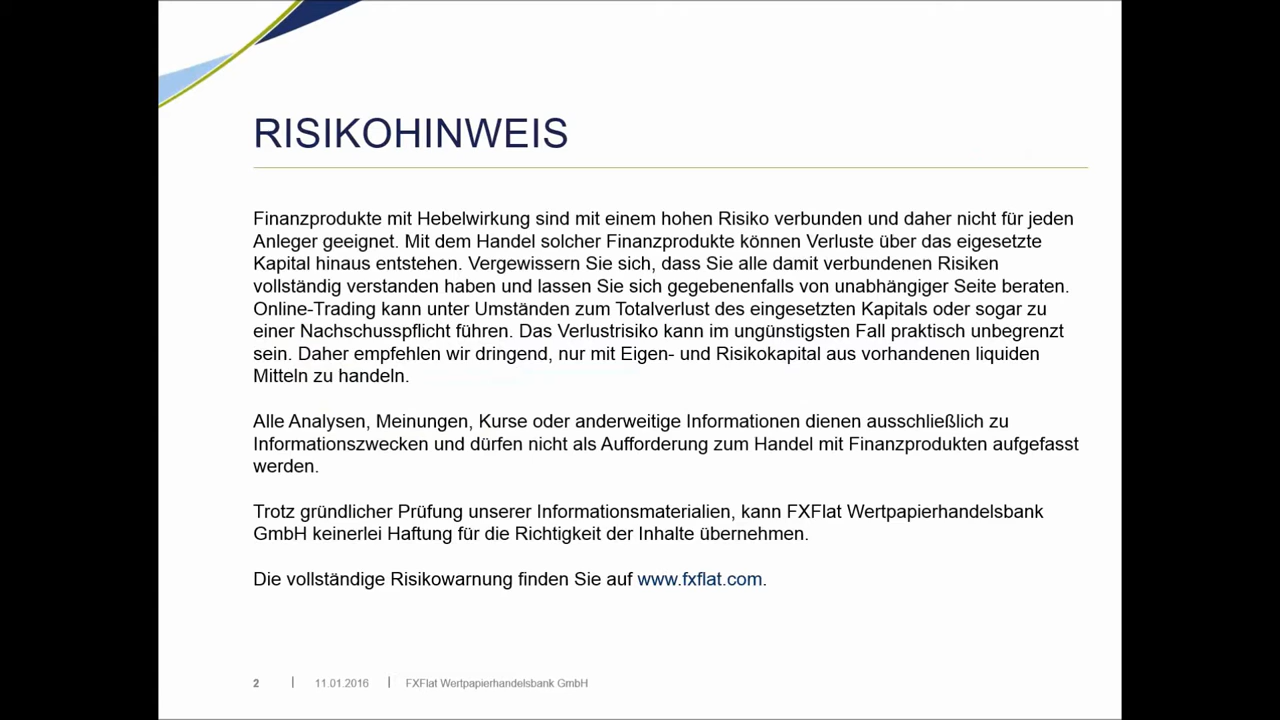 RISIKOHINWEIS
Finanzprodukte mit Hebelwirkung sind mit einem hohen Risiko verbunden und daher nicht für jeden
Anleger geeignet. Mit dem Handel solcher Finanzprodukte können Verluste über das eigesetzte
Kapital hinaus entstehen. Vergewissern Sie sich, dass Sie alle damit verbundenen Risiken
vollständig verstanden haben und lassen Sie sich gegebenenfalls von unabhängiger Seite beraten.
Online-Trading kann unter Umständen zum Totalverlust des eingesetzten Kapitals oder sogar zu
einer Nachschusspflicht führen. Das Verlustrisiko kann im ungünstigsten Fall praktisch unbegrenzt
sein. Daher empfehlen wir dringend, nur mit Eigen- und Risikokapital aus vorhandenen liquiden
Mitteln zu handeln.
Alle Analysen, Meinungen, Kurse oder anderweitige Informationen dienen ausschließlich zu
Informationszwecken und dürfen nicht als Aufforderung zum Handel mit Finanzprodukten aufgefasst
werden.
Trotz gründlicher Prüfung unserer Informationsmaterialien, kann FXFlat Wertpapierhandelsbank
GmbH keinerlei Haftung für die Richtigkeit der Inhalte übernehmen.
Die vollständige Risikowarnung finden Sie auf www.fxflat.com.
2 | 11.01.2016 | FXFlat Wertpapierhandelsbank GmbH